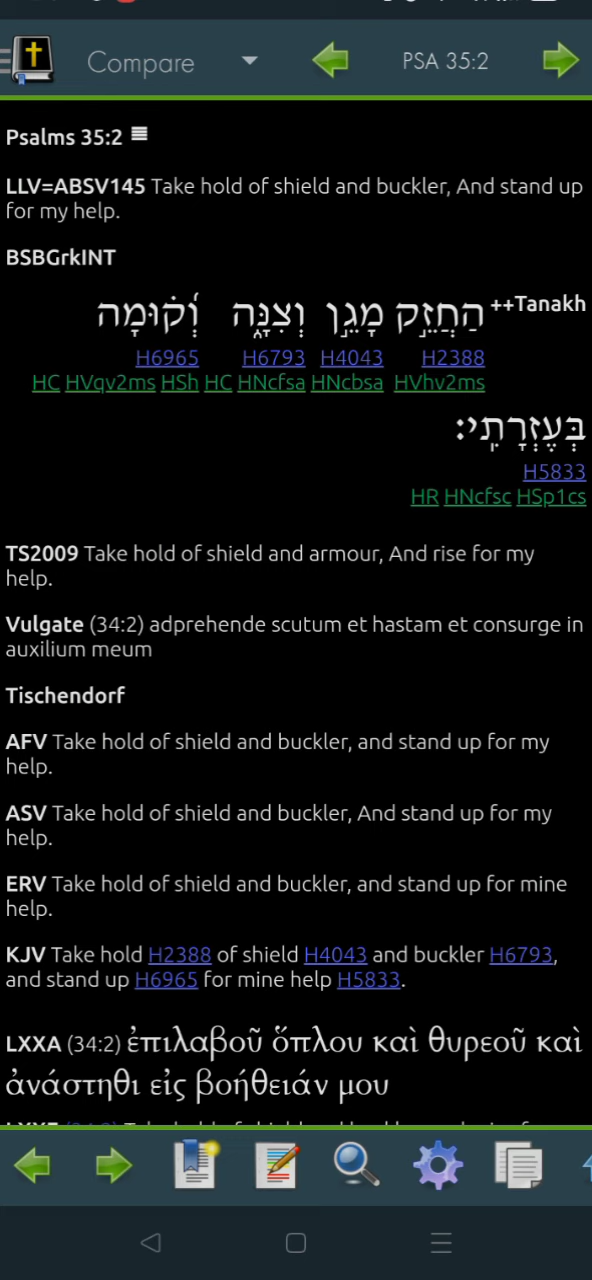 Compare
PSA 35:2
Psalms 35:2
LLV=ABSV145 Take hold of shield and buckler, And stand up
for my help.
BSBGrkINT
++Tanakh הַחֲזֵ֣ק מָגֵ֣ן וְצִנָּ֑ה וְ֝ק֗וּמָה
H6965 H6793 H4043 H2388
HC HVqv2ms HSh HC HNcfsa HNcbsa HVhv2ms
בְּעֶזְרָתִֽי׃
H5833
HR HNcfsc HSp1cs
TS2009 Take hold of shield and armour, And rise for my
help.
Vulgate (34:2) adprehende scutum et hastam et consurge in
auxilium meum
Tischendorf
AFV Take hold of shield and buckler, and stand up for my
help.
ASV Take hold of shield and buckler, And stand up for my
help.
ERV Take hold of shield and buckler, and stand up for mine
help.
KJV Take hold H2388 of shield H4043 and buckler H6793,
and stand up H6965 for mine help H5833.
LXXA (34:2) ἐπιλαβοῦ ὅπλου καὶ θυρεοῦ καὶ
ἀνάστηθι εἰς βοήθειάν μου